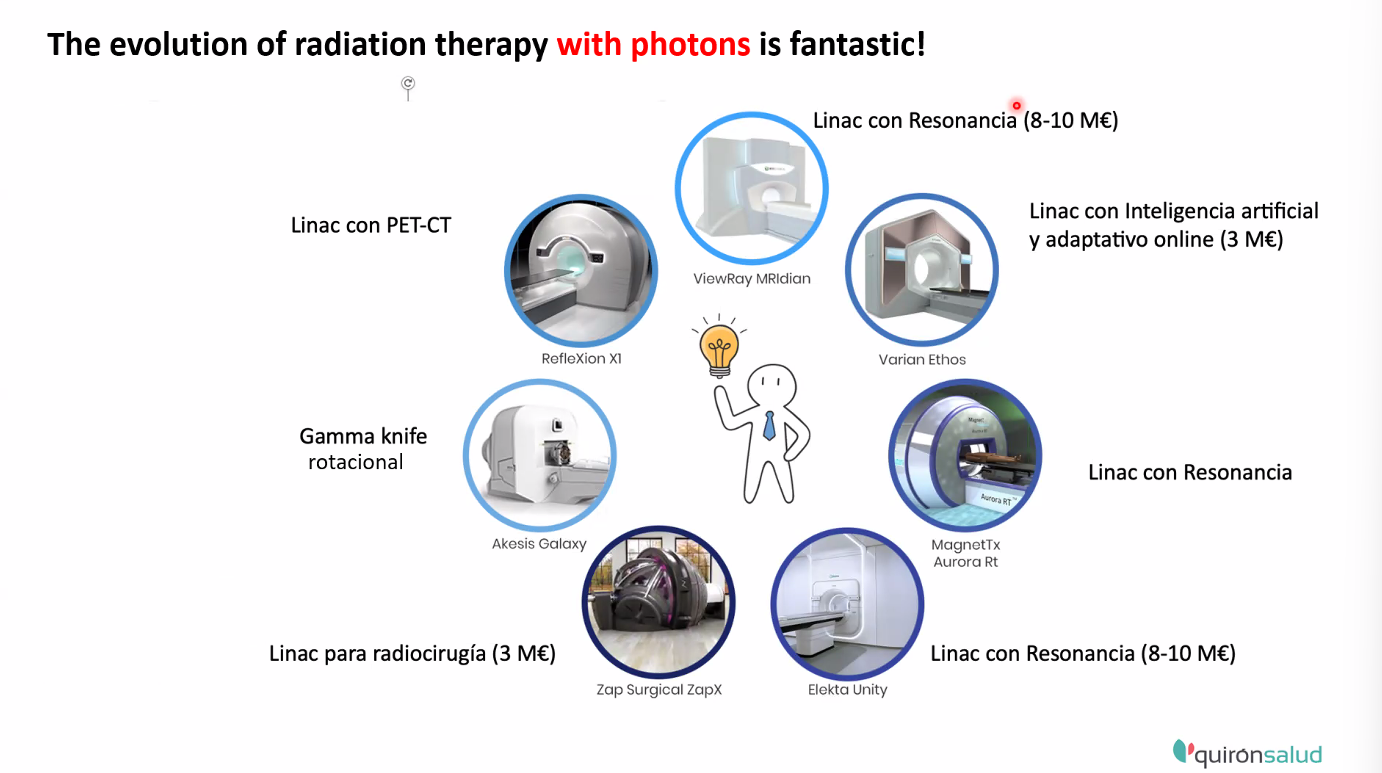 The evolution of radiation therapy with photons is fantastic!
Linac con Resonancia (8-10 M€)
ViewRay MRIdian
Linac con PET-CT
RefleXion X1
Linac con Inteligencia artificial
y adaptativo online (3 M€)
Varian Ethos
Gamma knife
rotacional
Akesis Galaxy
Aurora RT™
MagnetTx
Aurora Rt
Linac con Resonancia
Linac para radiocirugía (3 M€)
Zap Surgical ZapX
Elekta Unity
Linac con Resonancia (8-10 M€)
quirónsalud